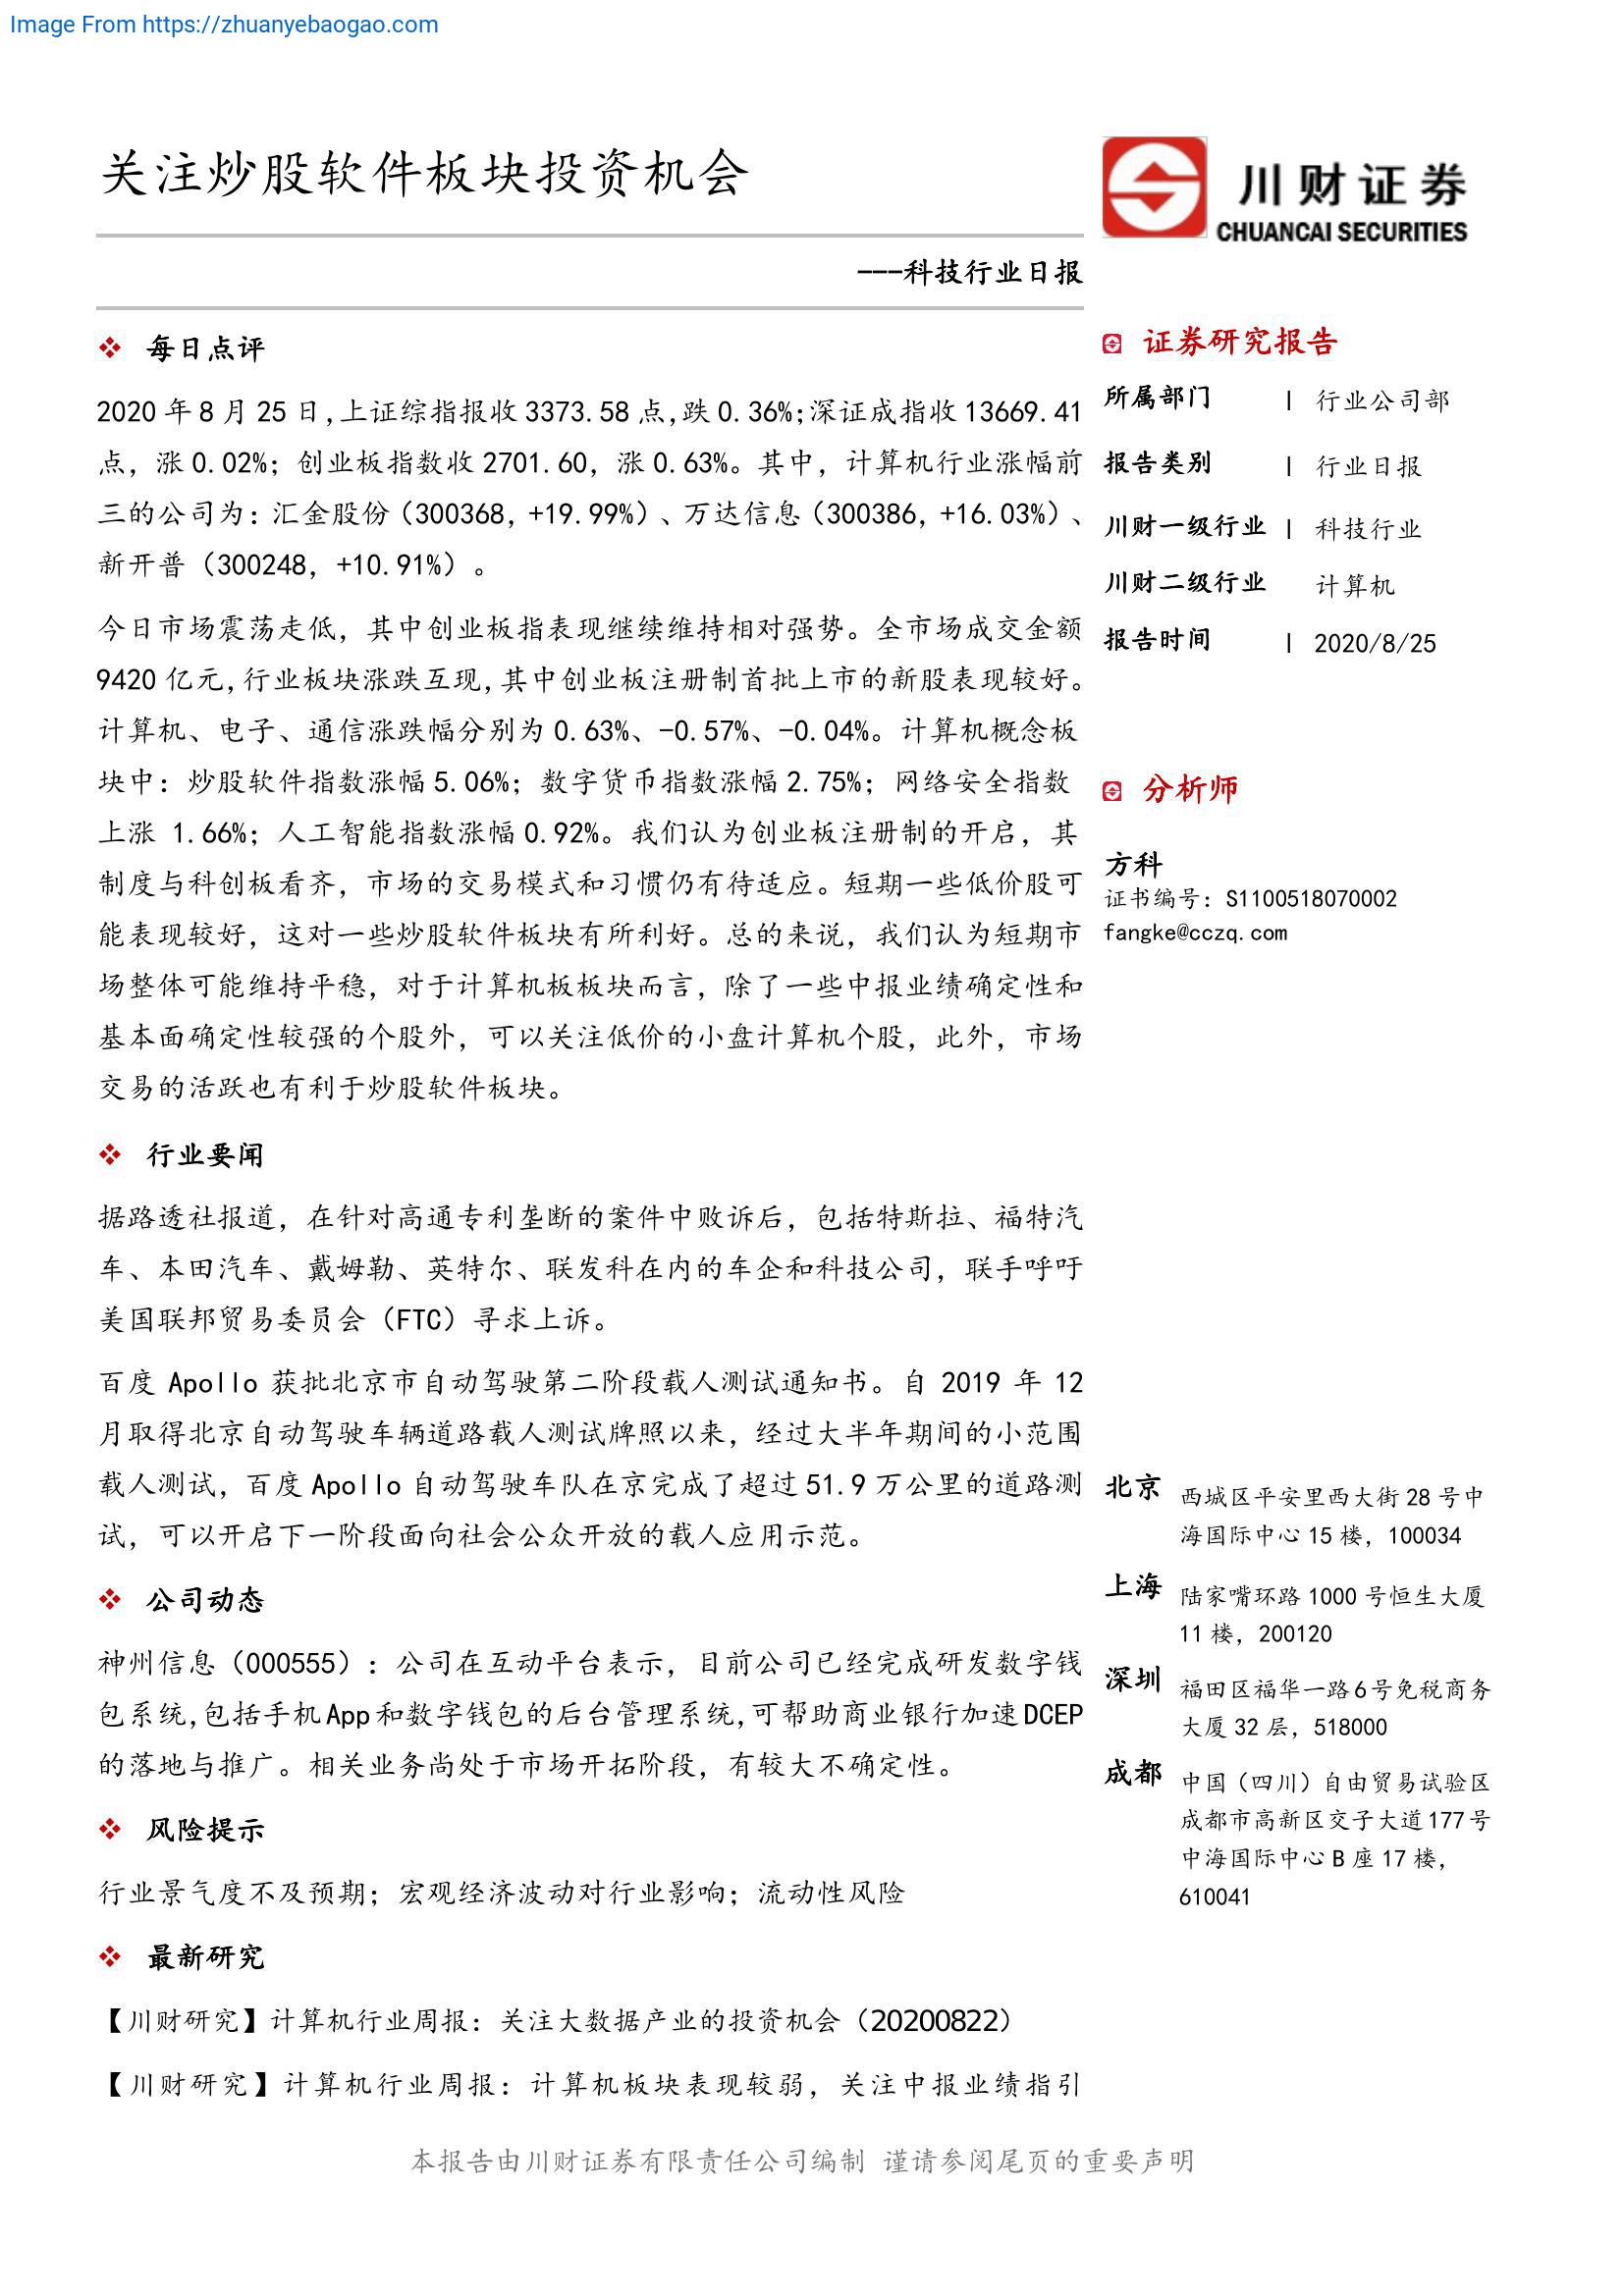 Image From https://zhuanyebaogao.com
关注炒股软件板块投资机会
川财证券
CHUANCAI SECURITIES
---科技行业日报
每日点评
2020 年 8 月 25 日,上证综指报收 3373.58 点,跌 0.36%;深证成指收 13669.41
点，涨 0.02%；创业板指数收 2701.60，涨 0.63%。其中，计算机行业涨幅前
三的公司为：汇金股份（300368，+19.99%）、万达信息（300386，+16.03%）、
新开普（300248，+10.91%）。
今日市场震荡走低，其中创业板指表现继续维持相对强势。全市场成交金额
9420 亿元,行业板块涨跌互现,其中创业板注册制首批上市的新股表现较好。
计算机、电子、通信涨跌幅分别为 0.63%、-0.57%、-0.04%。计算机概念板
块中：炒股软件指数涨幅 5.06%；数字货币指数涨幅 2.75%；网络安全指数
上涨 1.66%；人工智能指数涨幅 0.92%。我们认为创业板注册制的开启，其
制度与科创板看齐，市场的交易模式和习惯仍有待适应。短期一些低价股可
能表现较好，这对一些炒股软件板块有所利好。总的来说，我们认为短期市
场整体可能维持平稳，对于计算机板板块而言，除了一些中报业绩确定性和
基本面确定性较强的个股外，可以关注低价的小盘计算机个股，此外，市场
交易的活跃也有利于炒股软件板块。
行业要闻
据路透社报道，在针对高通专利垄断的案件中败诉后，包括特斯拉、福特汽
车、本田汽车、戴姆勒、英特尔、联发科在内的车企和科技公司，联手呼吁
美国联邦贸易委员会（FTC）寻求上诉。
百度 Apollo 获批北京市自动驾驶第二阶段载人测试通知书。自 2019 年 12
月取得北京自动驾驶车辆道路载人测试牌照以来，经过大半年期间的小范围
载人测试，百度 Apollo 自动驾驶车队在京完成了超过 51.9 万公里的道路测
试，可以开启下一阶段面向社会公众开放的载人应用示范。
公司动态
神州信息（000555）：公司在互动平台表示，目前公司已经完成研发数字钱
包系统,包括手机App和数字钱包的后台管理系统,可帮助商业银行加速DCEP
的落地与推广。相关业务尚处于市场开拓阶段，有较大不确定性。
风险提示
行业景气度不及预期；宏观经济波动对行业影响；流动性风险
最新研究
【川财研究】计算机行业周报：关注大数据产业的投资机会（20200822）
【川财研究】计算机行业周报：计算机板块表现较弱，关注中报业绩指引
证券研究报告
所属部门 | 行业公司部
报告类别 | 行业日报
川财一级行业 | 科技行业
川财二级行业 计算机
报告时间 | 2020/8/25
分析师
方科
证书编号：S1100518070002
fangke@cczq.com
北京 西城区平安里西大街 28 号中
海国际中心 15 楼，100034
上海 陆家嘴环路 1000 号恒生大厦
11 楼，200120
深圳 福田区福华一路6号免税商务
大厦 32 层，518000
成都 中国（四川）自由贸易试验区
成都市高新区交子大道177号
中海国际中心 B 座 17 楼，
610041
本报告由川财证券有限责任公司编制 谨请参阅尾页的重要声明